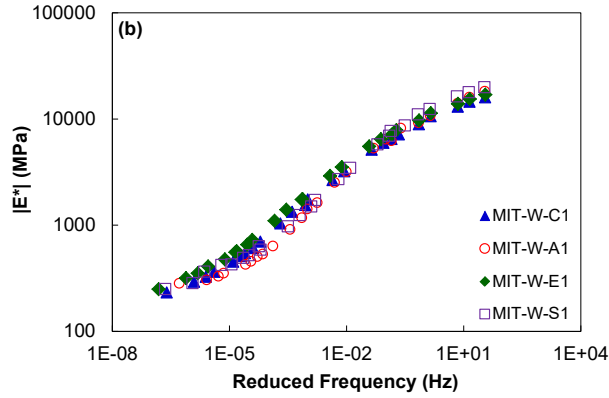 (b)
|E*| (MPa)
100000
10000
1000
100
MIT-W-C1
MIT-W-A1
MIT-W-E1
MIT-W-S1
1E-08 1E-05 1E-02 1E+01 1E+04
Reduced Frequency (Hz)